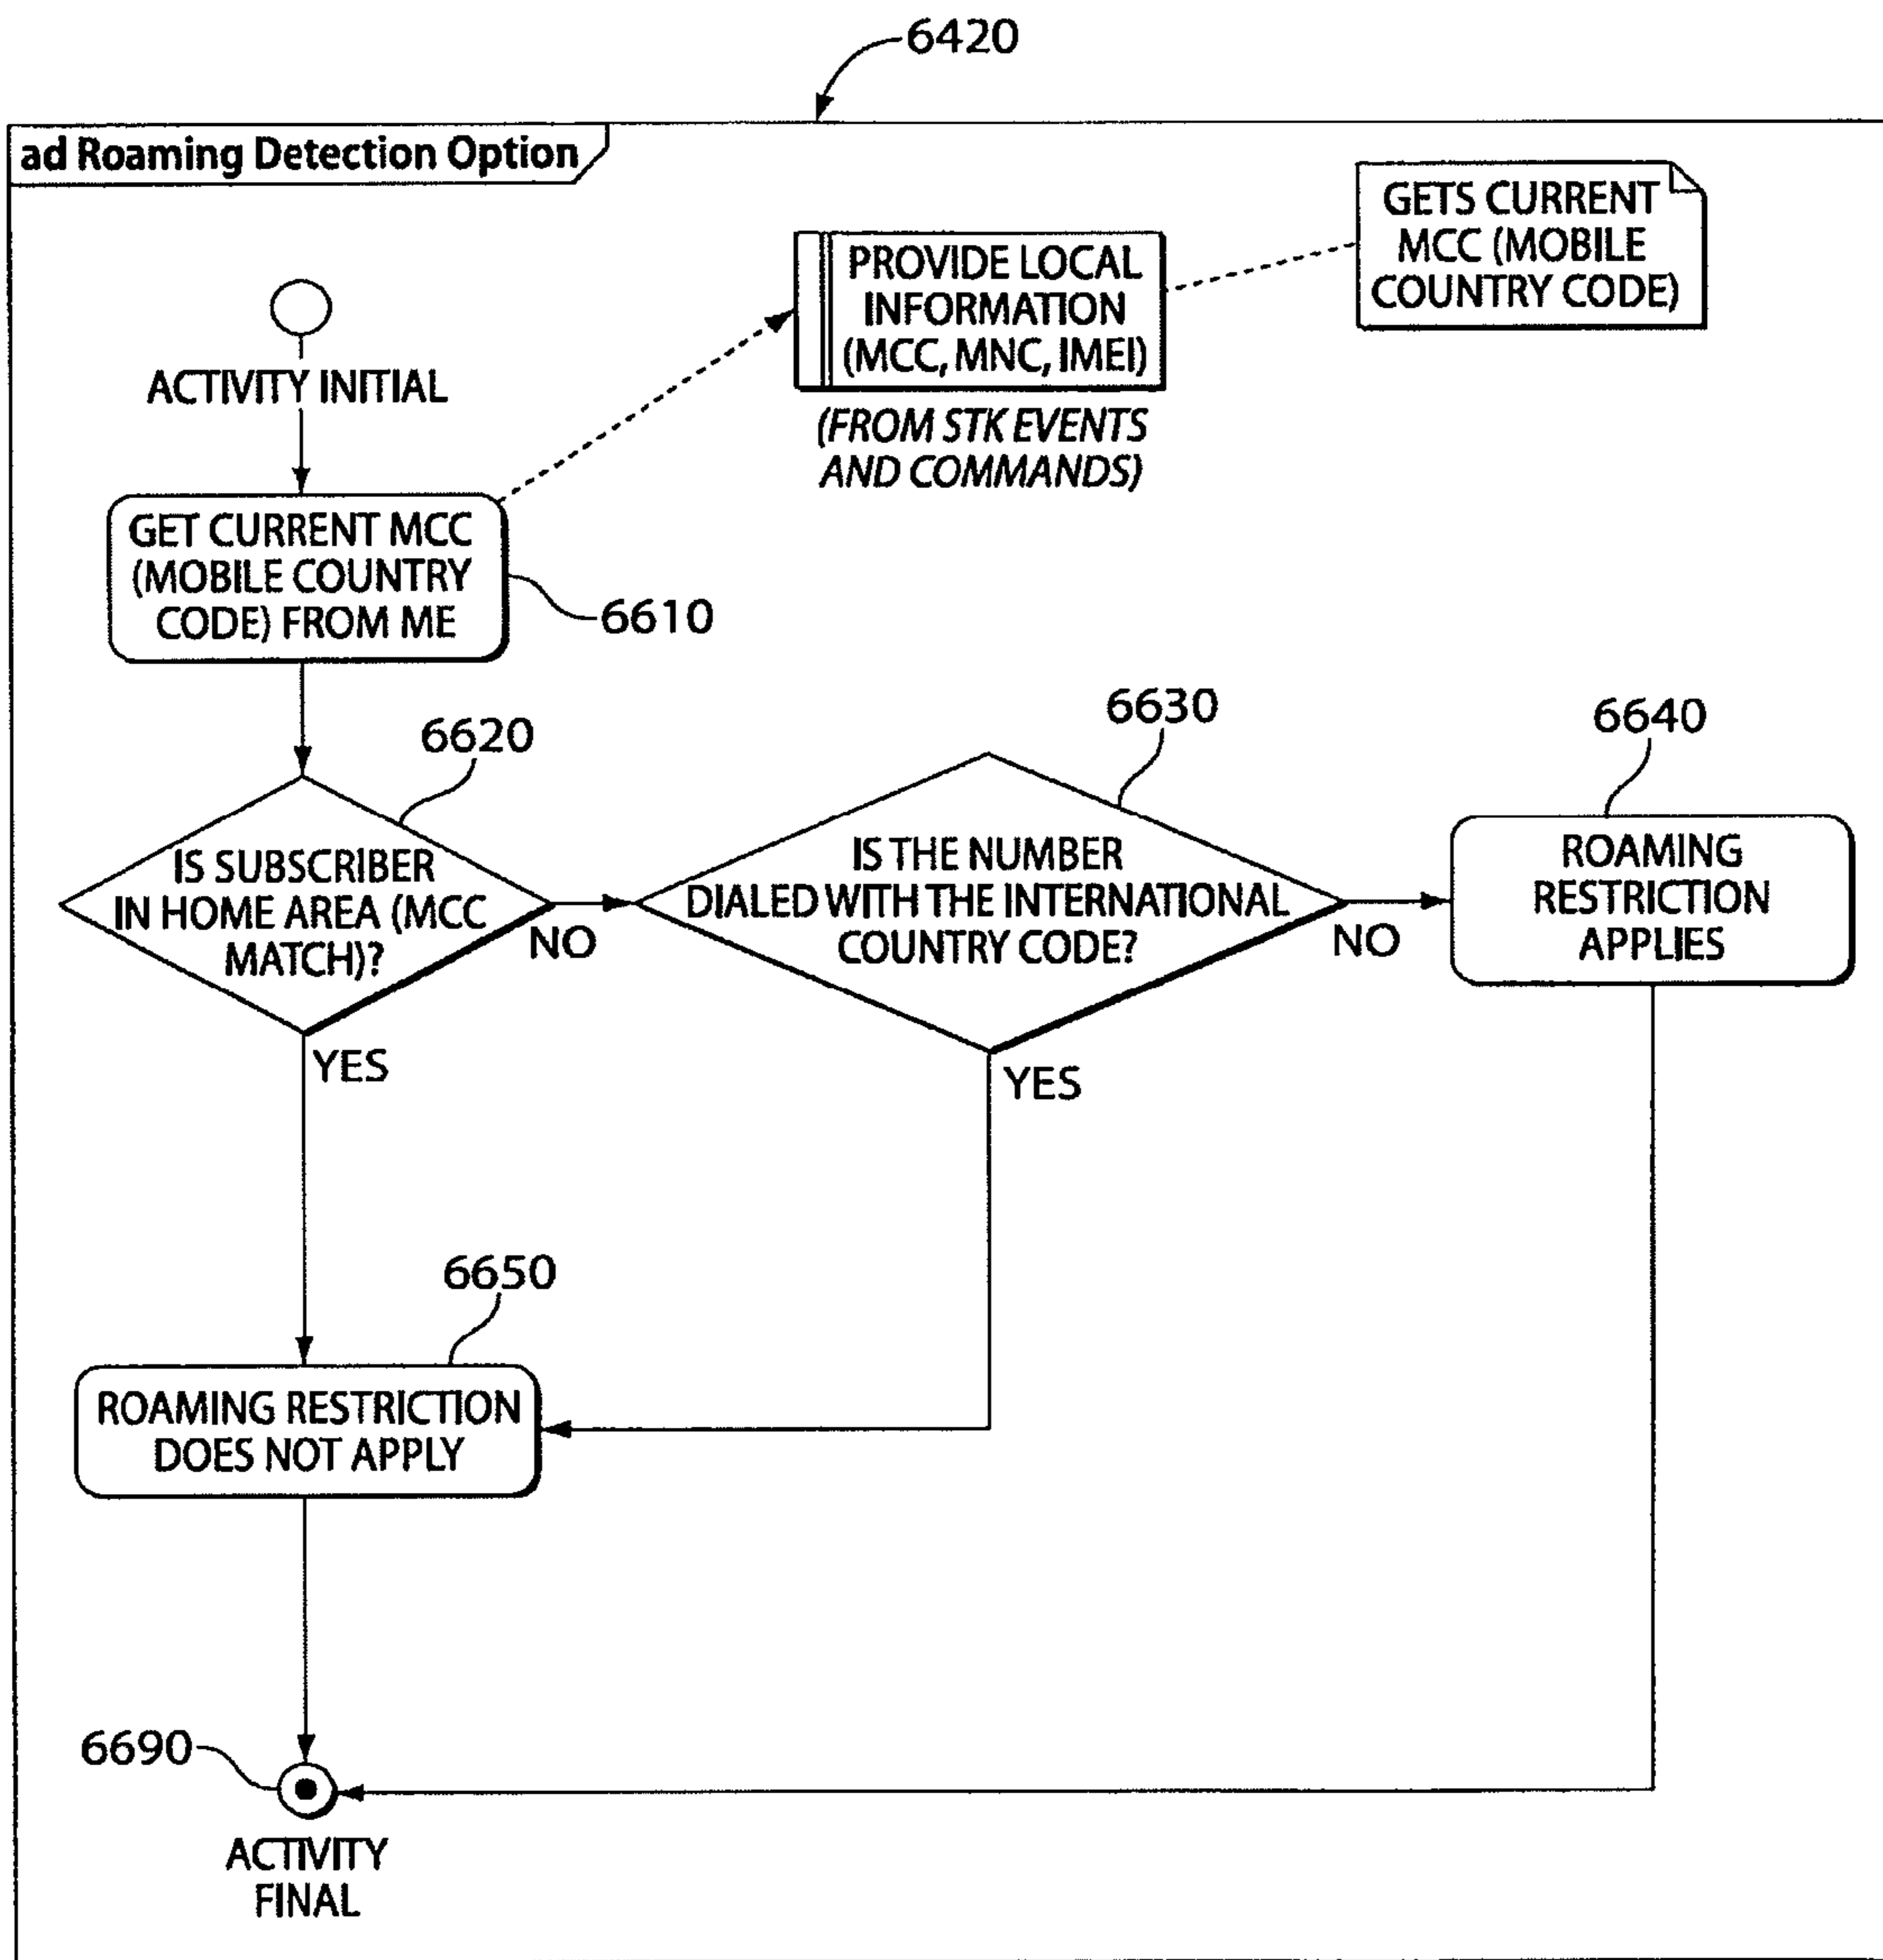 6420
ad Roaming Detection Option
GETS CURRENT
MCC (MOBILE
COUNTRY CODE)
PROVIDE LOCAL
INFORMATION
(MCC, MNC, IMEI)
(FROM STK EVENTS
AND COMMANDS)
ACTIVITY INITIAL
GET CURRENT MCC
(MOBILE COUNTRY
CODE) FROM ME
6610
6620
IS SUBSCRIBER
IN HOME AREA (MCC
MATCH)?
NO
YES
6630
IS THE NUMBER
DIALED WITH THE INTERNATIONAL
COUNTRY CODE?
NO
YES
6640
ROAMING
RESTRICTION
APPLIES
6650
ROAMING RESTRICTION
DOES NOT APPLY
6690
ACTIVITY
FINAL